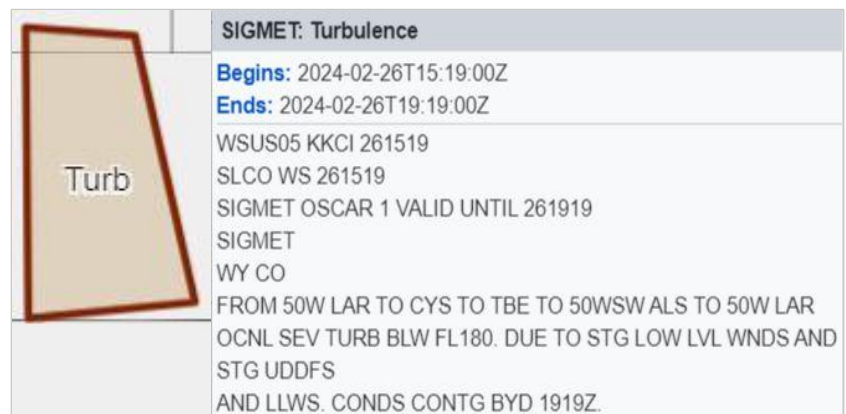 SIGMET: Turbulence
Begins: 2024-02-26T15:19:00Z
Ends: 2024-02-26T19:19:00Z
WSUS05 KKCI 261519
SLCO WS 261519
SIGMET OSCAR 1 VALID UNTIL 261919
SIGMET
WY CO
FROM 50W LAR TO CYS TO TBE TO 50WSW ALS TO 50W LAR
OCNL SEV TURB BLW FL180. DUE TO STG LOW LVL WNDS AND
STG UDDFS
AND LLWS. CONDS CONTG BYD 1919Z.
Turb